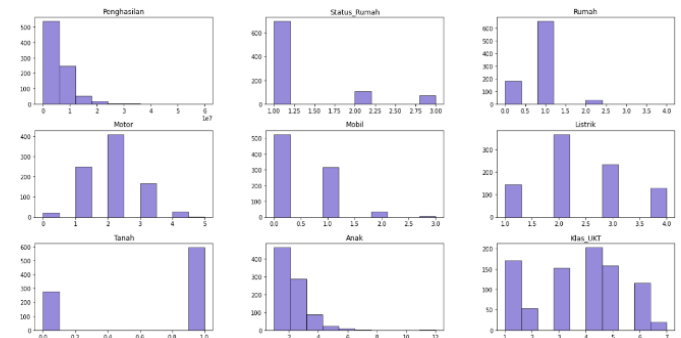 Penghasilan
500
400
300
200
100
0
0 1 2 3 4 5 6
1e7
Status_Rumah
600
400
200
0
1.00 1.25 1.50 1.75 2.00 2.25 2.50 2.75 3.00
Rumah
600
500
400
300
200
100
0
0.0 0.5 1.0 1.5 2.0 2.5 3.0 3.5 4.0
Motor
400
300
200
100
0
0 1 2 3 4 5
Mobil
500
400
300
200
100
0
0.0 0.5 1.0 1.5 2.0 2.5 3.0
Listrik
300
200
100
0
1.0 1.5 2.0 2.5 3.0 3.5 4.0
Tanah
600
500
400
300
200
100
0
0.0 0.2 0.4 0.6 0.8 1.0
Anak
400
300
200
100
0
2 4 6 8 10 12
Klas_UKT
200
150
100
50
0
1 2 3 4 5 6 7